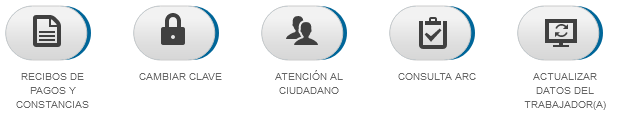 RECIBOS DE
PAGOS Y
CONSTANCIAS
CAMBIAR CLAVE
ATENCIÓN AL
CIUDADANO
CONSULTA ARC
ACTUALIZAR
DATOS DEL
TRABAJADOR(A)